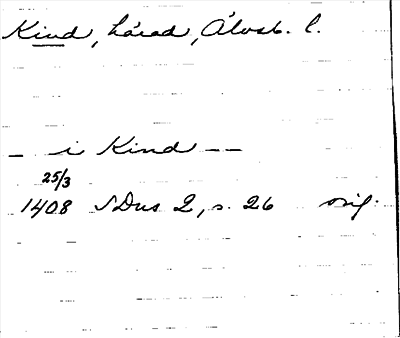 Kind, härad, Älvsb. l.
— i Kind — —
25/3
1408 SDns 2, s. 26 orig.